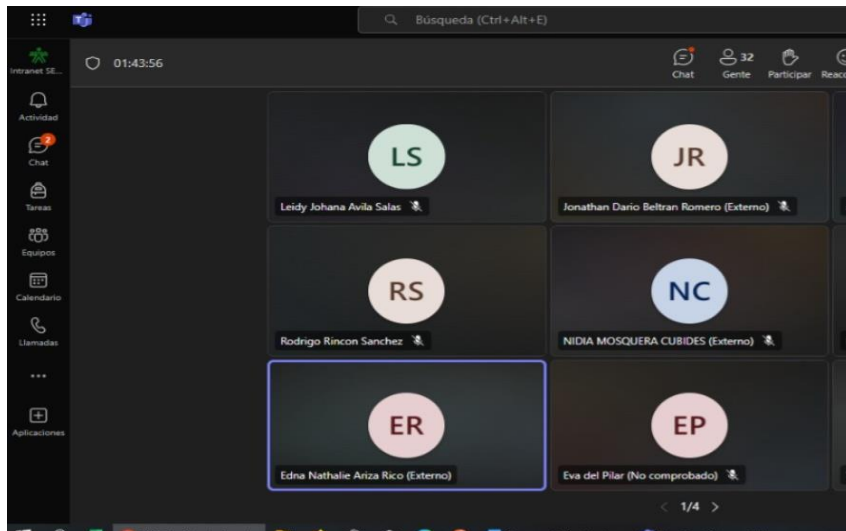 Búsqueda (Ctrl+Alt+E)
Intranet SE...
01:43:56
32
Chat
Gente
Participar
Actividad
2
Chat
Tareas
Equipos
Calendario
Llamadas
Aplicaciones
LS
Leidy Johana Avila Salas
JR
Jonathan Dario Beltran Romero (Externo)
RS
Rodrigo Rincon Sanchez
NC
NIDIA MOSQUERA CUBIDES (Externo)
ER
Edna Nathalie Ariza Rico (Externo)
EP
Eva del Pilar (No comprobado)
1/4